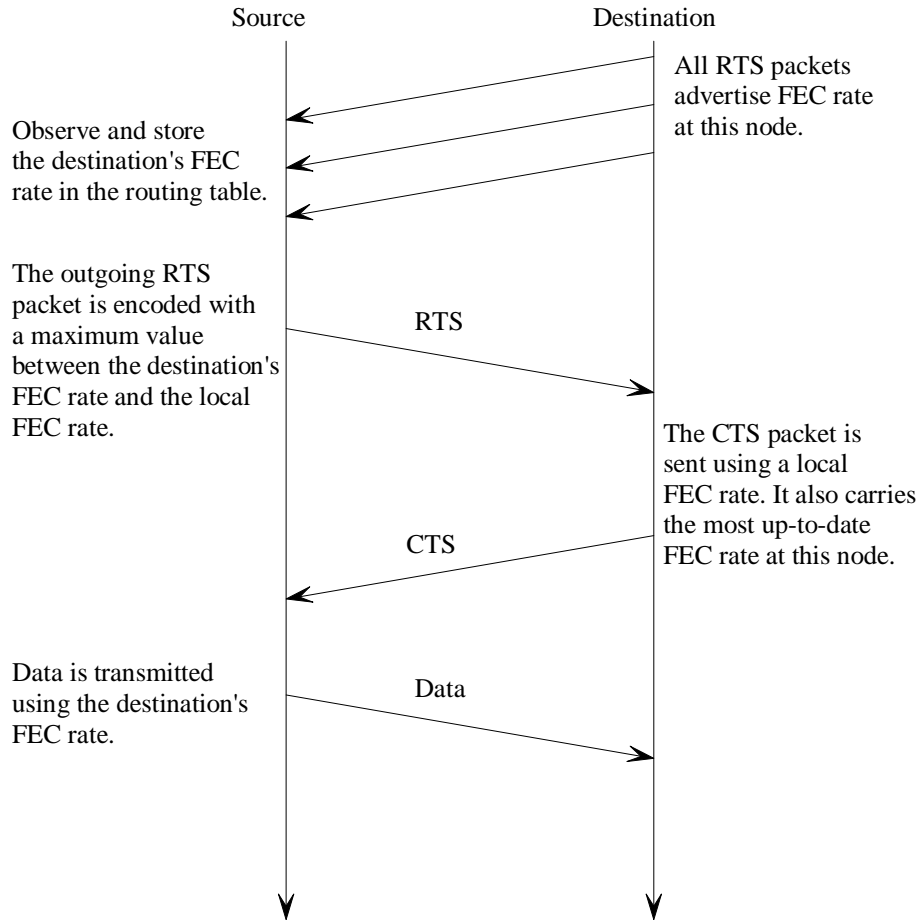 Source
Destination
All RTS packets
advertise FEC rate
at this node.
Observe and store
the destination's FEC
rate in the routing table.
The outgoing RTS
packet is encoded with
a maximum value
between the destination's
FEC rate and the local
FEC rate.
RTS
The CTS packet is
sent using a local
FEC rate. It also carries
the most up-to-date
FEC rate at this node.
CTS
Data is transmitted
using the destination's
FEC rate.
Data